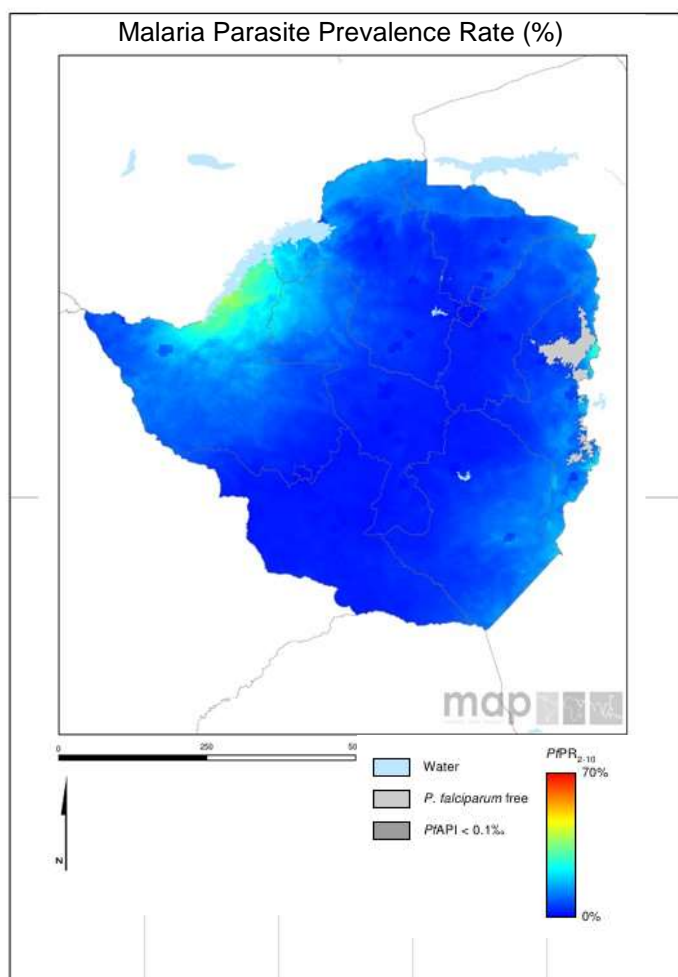 Malaria Parasite Prevalence Rate (%)
map
0 250 50
Water
P. falciparum free
PfAPI < 0.1‰
PfPR2-10
70%
0%
N